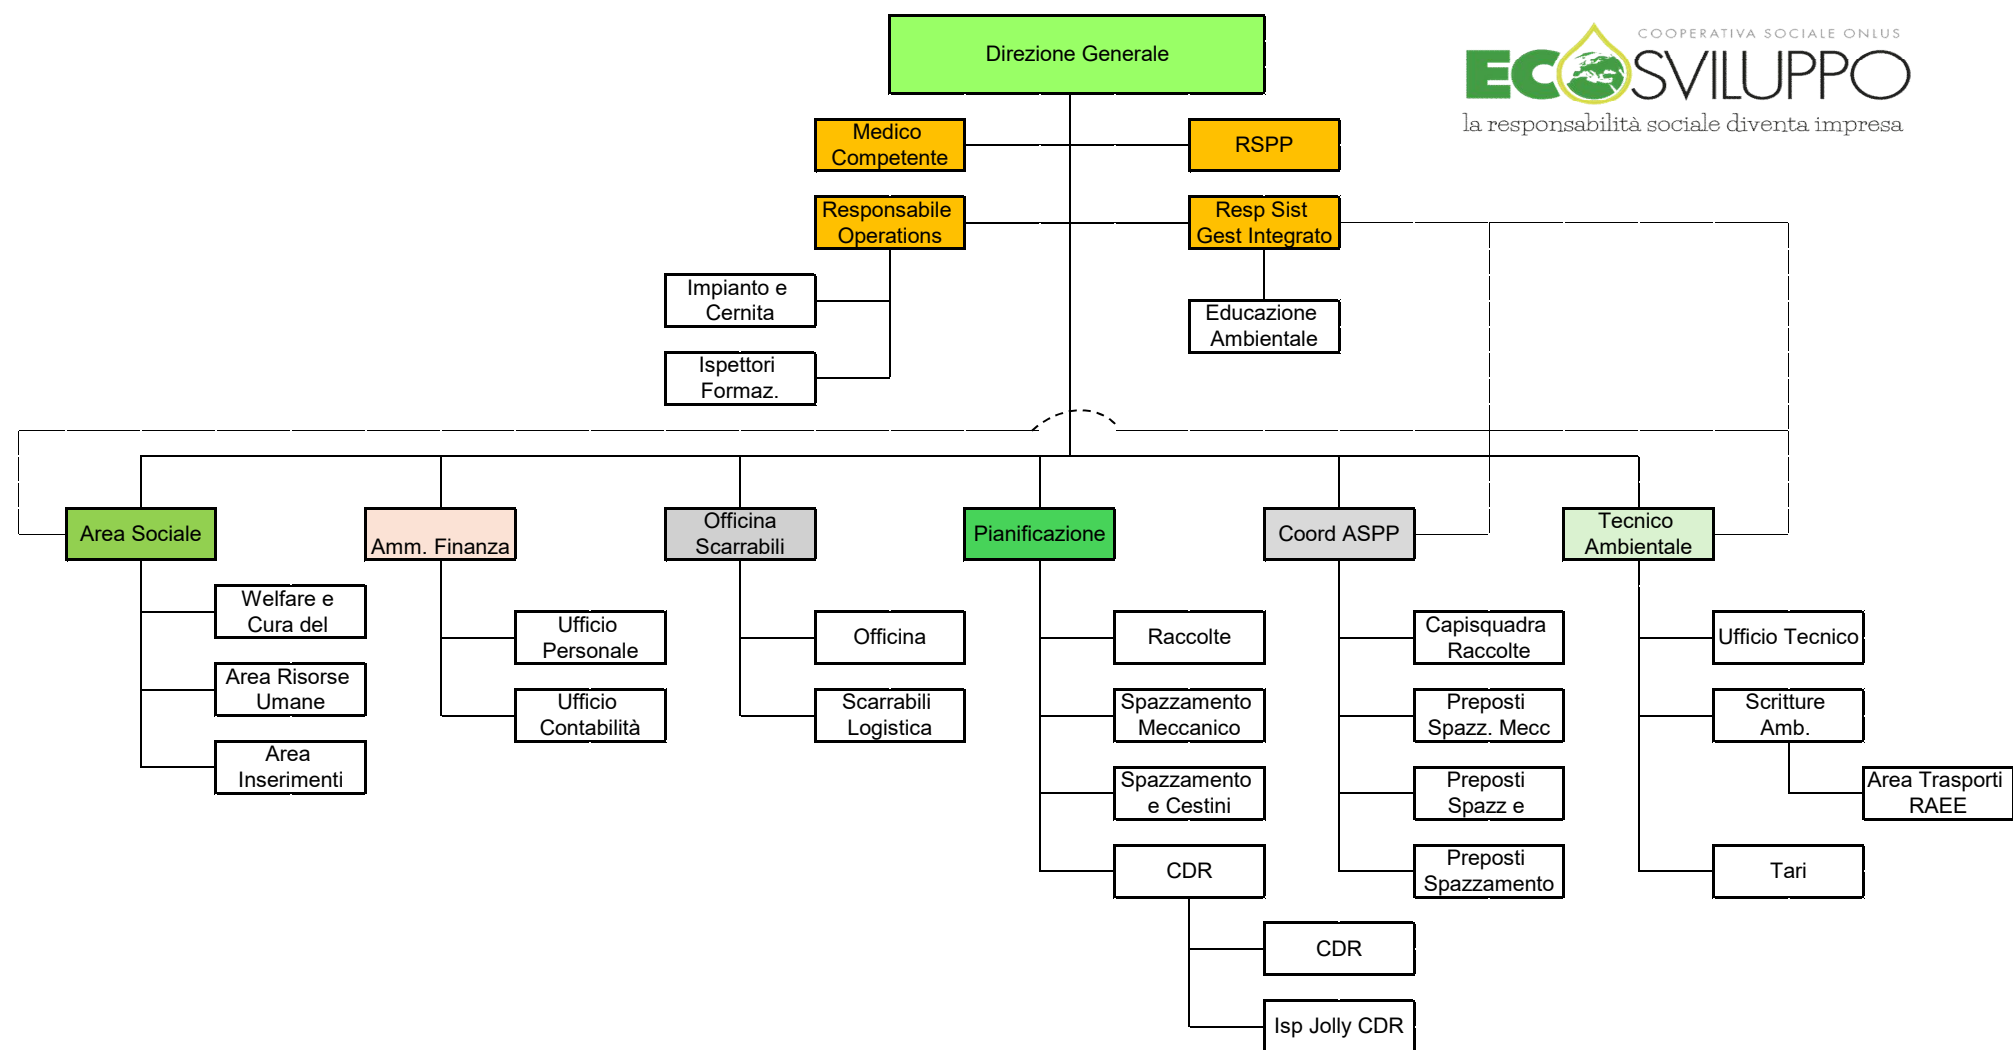 Direzione Generale
COOPERATIVA SOCIALE ONLUS
ECOSVILUPPO
la responsabilità sociale diventa impresa
Medico
Competente
RSPP
Responsabile
Operations
Resp Sist
Gest Integrato
Impianto e
Cernita
Educazione
Ambientale
Ispettori
Formaz.
Area Sociale
Amm. Finanza
Officina
Scarrabili
Pianificazione
Coord ASPP
Tecnico
Ambientale
Welfare e
Cura del
Area Risorse
Umane
Area
Inserimenti
Ufficio
Personale
Ufficio
Contabilità
Officina
Scarrabili
Logistica
Raccolte
Spazzamento
Meccanico
Spazzamento
e Cestini
CDR
CDR
Isp Jolly CDR
Capisquadra
Raccolte
Preposti
Spazz. Mecc
Preposti
Spazz e
Preposti
Spazzamento
Ufficio Tecnico
Scritture
Amb.
Area Trasporti
RAEE
Tari